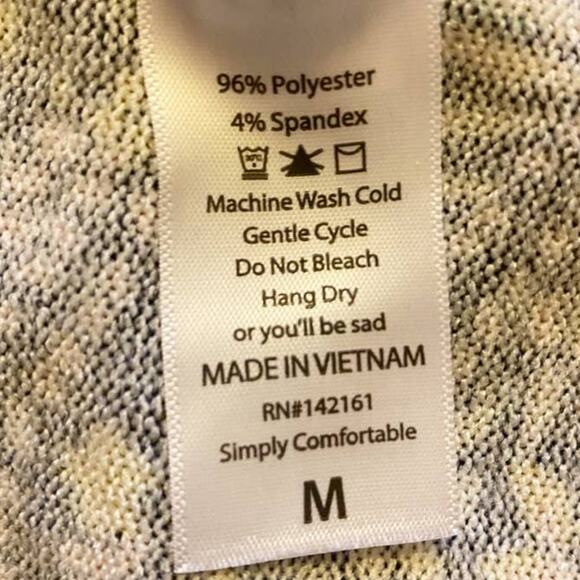 96% Polyester
4% Spandex
30°C
Machine Wash Cold
Gentle Cycle
Do Not Bleach
Hang Dry
or you'll be sad
MADE IN VIETNAM
RN#142161
Simply Comfortable
M